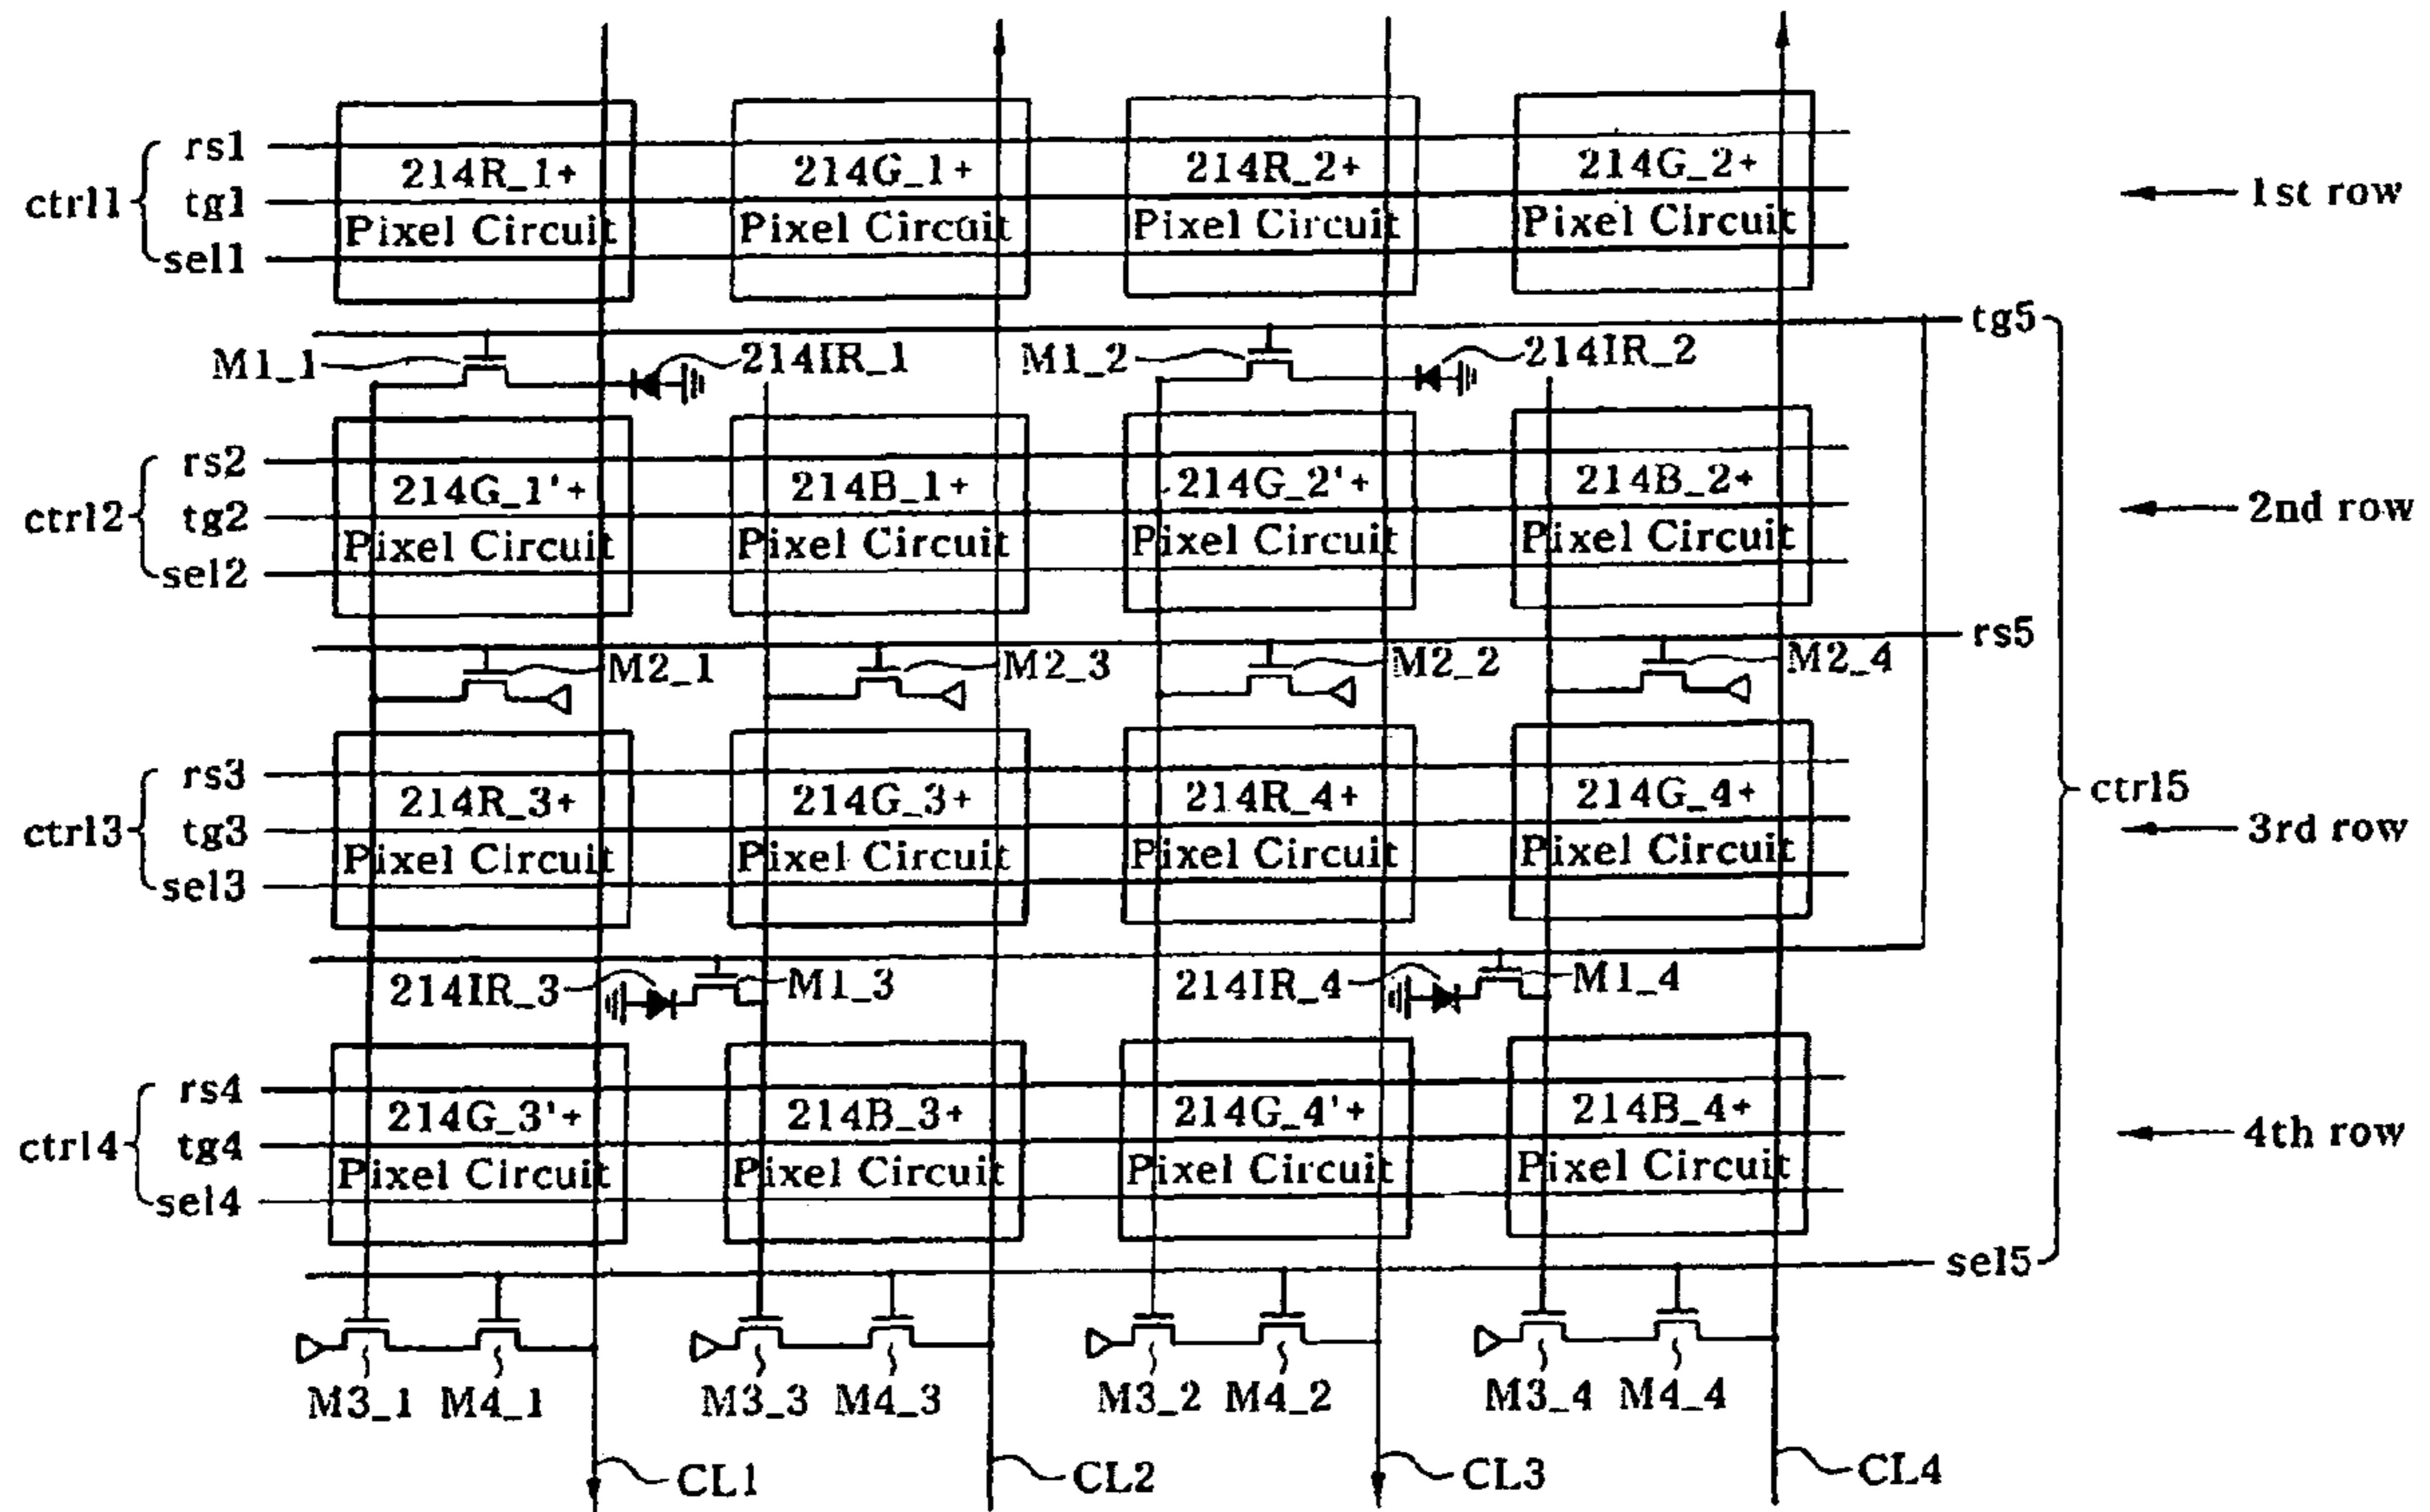 rs1
ctrl1 tg1
sel1
214R_1+ Pixel Circuit
214G_1+ Pixel Circuit
214R_2+ Pixel Circuit
214G_2+ Pixel Circuit
1st row
tg5
M1_1
214IR_1
M1_2
214IR_2
rs2
ctrl2 tg2
sel2
214G_1'+ Pixel Circuit
214B_1+ Pixel Circuit
214G_2'+ Pixel Circuit
214B_2+ Pixel Circuit
2nd row
rs5
M2_1
M2_3
M2_2
M2_4
rs3
ctrl3 tg3
sel3
214R_3+ Pixel Circuit
214G_3+ Pixel Circuit
214R_4+ Pixel Circuit
214G_4+ Pixel Circuit
ctrl5
3rd row
214IR_3
M1_3
214IR_4
M1_4
rs4
ctrl4 tg4
sel4
214G_3'+ Pixel Circuit
214B_3+ Pixel Circuit
214G_4'+ Pixel Circuit
214B_4+ Pixel Circuit
4th row
sel5
M3_1 M4_1
M3_3 M4_3
M3_2 M4_2
M3_4 M4_4
CL1
CL2
CL3
CL4